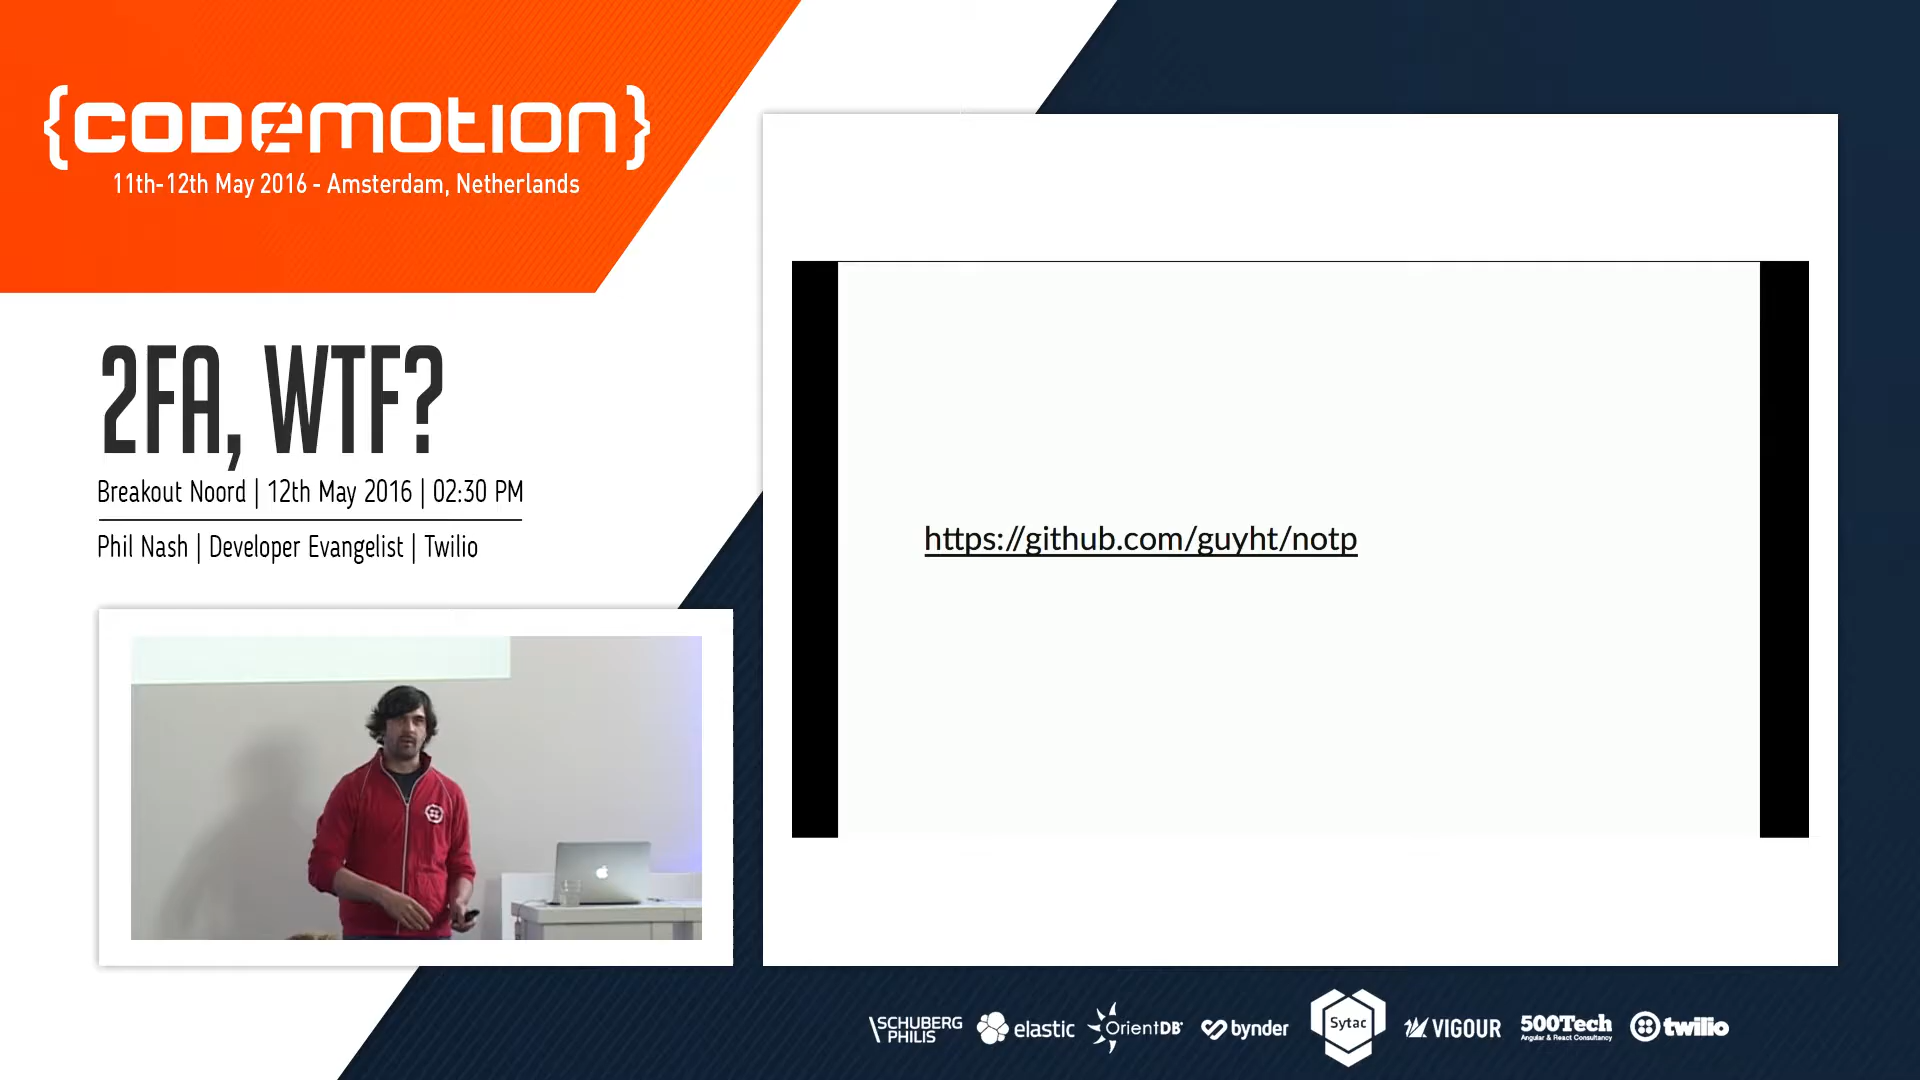 {codemotion}
11th-12th May 2016 - Amsterdam, Netherlands
2FA, WTF?
Breakout Noord | 12th May 2016 | 02:30 PM
Phil Nash | Developer Evangelist | Twilio
https://github.com/guyht/notp
SCHUBERG
PHILIS
elastic
OrientDB
bynder
Sytac
VIGOUR
500Tech
Angular & React Consultancy
twilio